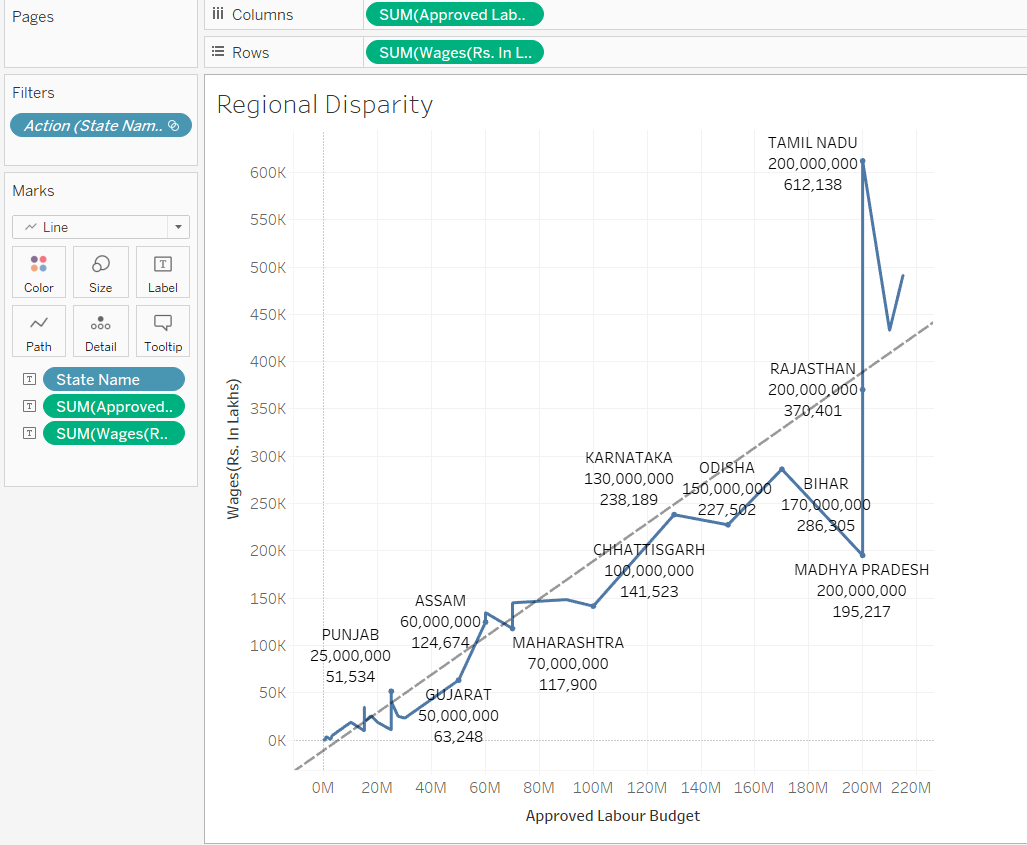 Pages
Columns
SUM(Approved Lab..
Rows
SUM(Wages(Rs. In L..
Filters
Action (State Nam..
Marks
Line
Color
Size
Label
Path
Detail
Tooltip
State Name
SUM(Approved..
SUM(Wages(R..
Regional Disparity
TAMIL NADU
200,000,000
612,138
RAJASTHAN
200,000,000
370,401
KARNATAKA
130,000,000
238,189
ODISHA
150,000,000
227,502
BIHAR
170,000,000
286,305
CHHATTISGARH
100,000,000
141,523
MADHYA PRADESH
200,000,000
195,217
ASSAM
60,000,000
124,674
MAHARASHTRA
70,000,000
117,900
PUNJAB
25,000,000
51,534
GUJARAT
50,000,000
63,248
Wages(Rs. In Lakhs)
600K
550K
500K
450K
400K
350K
300K
250K
200K
150K
100K
50K
0K
0M 20M 40M 60M 80M 100M 120M 140M 160M 180M 200M 220M
Approved Labour Budget